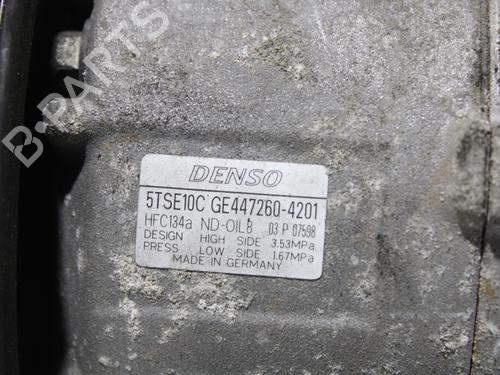 B-PARTS
DENSO
5TSE10C GE447260-4201
HFC134a ND-OIL8 03 P 07598
DESIGN HIGH SIDE 3.53MPa
PRESS LOW SIDE 1.67MPa
MADE IN GERMANY